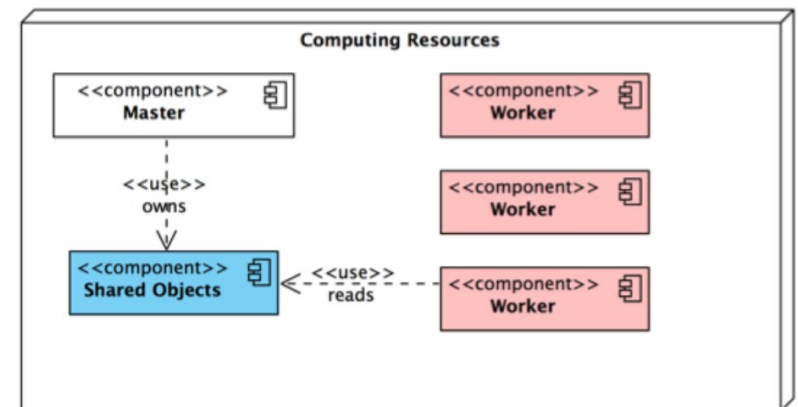 Computing Resources
<<component>>
Master
<<component>>
Worker
<<use>>
owns
<<component>>
Worker
<<component>>
Shared Objects
<<use>>
reads
<<component>>
Worker